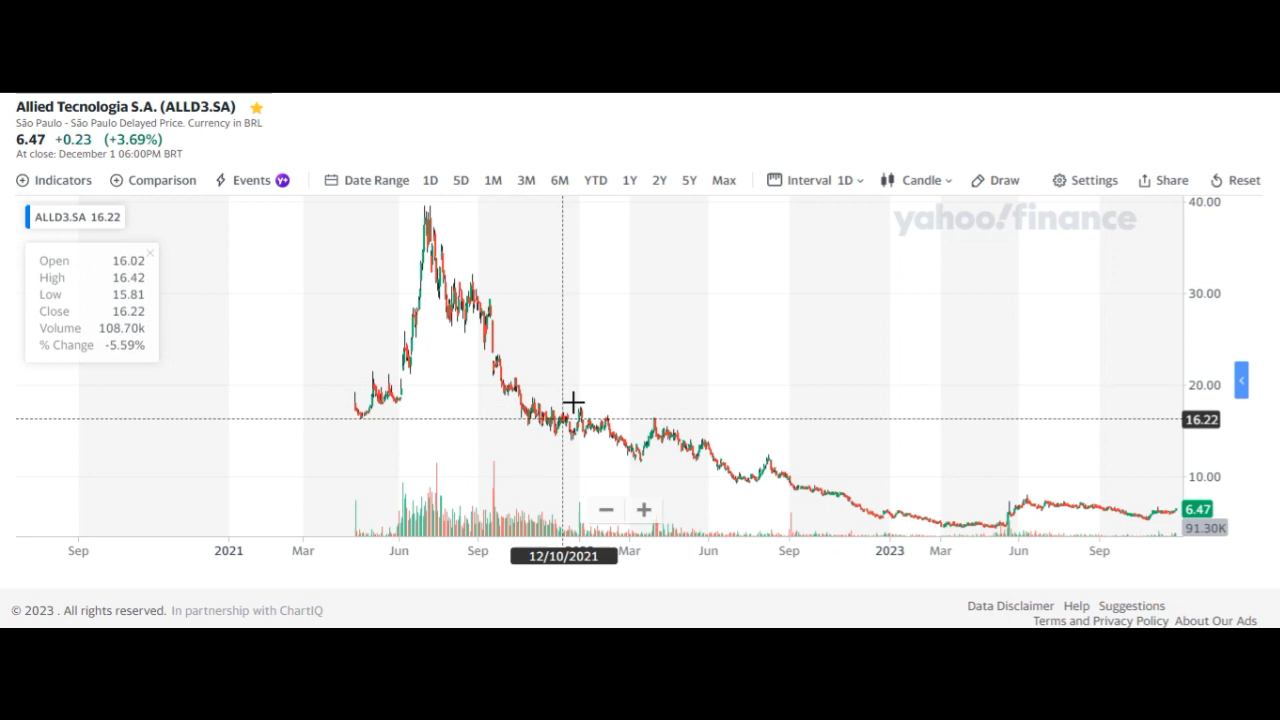 Allied Tecnologia S.A. (ALLD3.SA)
São Paulo - São Paulo Delayed Price. Currency in BRL
6.47 +0.23 (+3.69%)
At close: December 1 06:00PM BRT
Indicators Comparison Events Y+ Date Range 1D 5D 1M 3M 6M YTD 1Y 2Y 5Y Max Interval 1D Candle Draw Settings Share Reset
ALLD3.SA 16.22
yahoo!finance
Open 16.02
High 16.42
Low 15.81
Close 16.22
Volume 108.70k
% Change -5.59%
40.00
30.00
20.00
16.22
10.00
6.47
91.30K
Sep 2021 Mar Jun Sep Mar Jun Sep 2023 Mar Jun Sep
12/10/2021
© 2023 . All rights reserved. In partnership with ChartIQ
Data Disclaimer Help Suggestions
Terms and Privacy Policy About Our Ads